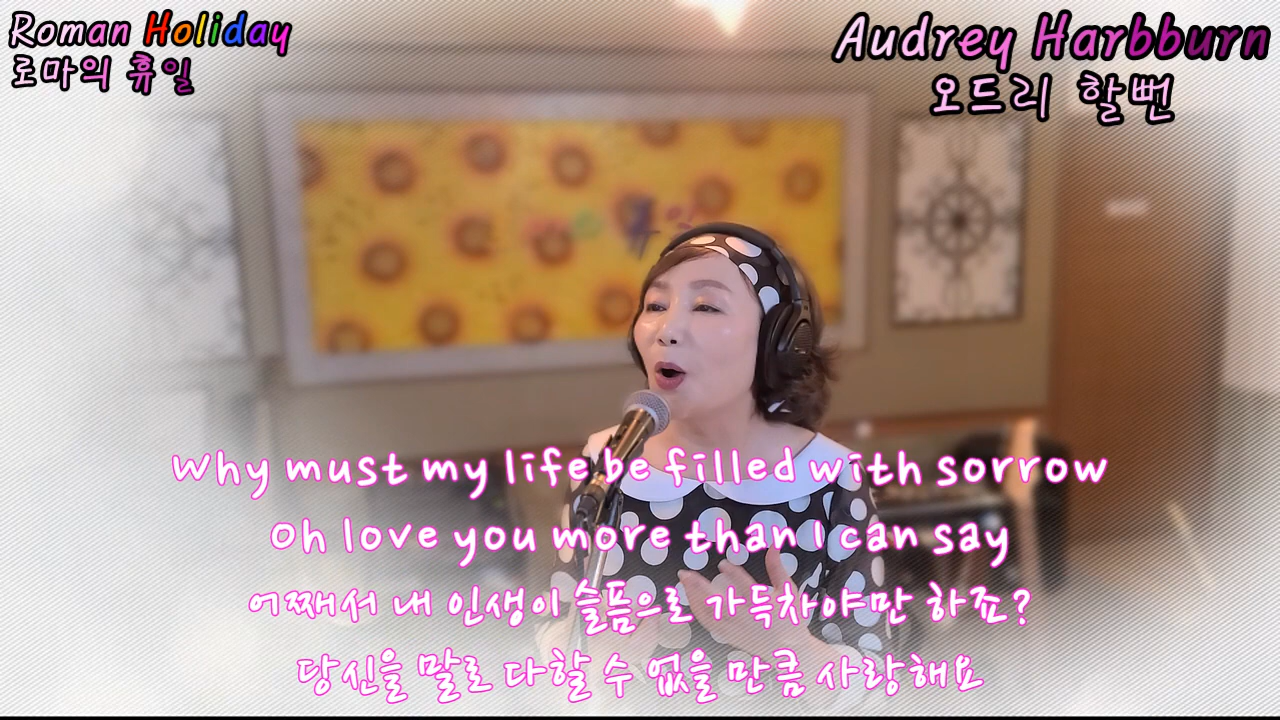 Roman Holiday
로마의 휴일
Audrey Harbburn
오드리 할뻔
Why must my life be filled with sorrow
Oh love you more than I can say
어째서 내 인생이 슬픔으로 가득차야만 하죠?
당신을 말로 다할 수 없을 만큼 사랑해요